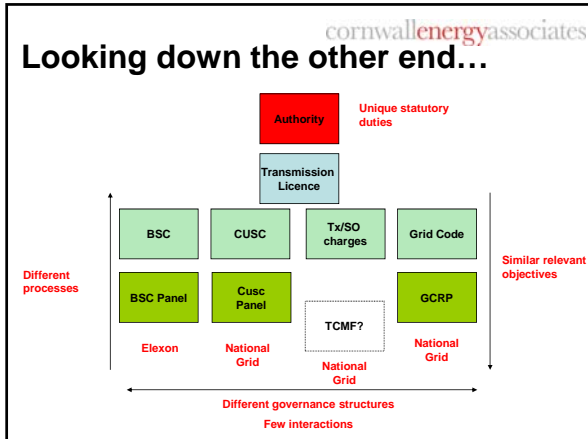 cornwallenergyassociates
Looking down the other end…
Authority
Unique statutory
duties
Transmission
Licence
BSC
CUSC
Tx/SO
charges
Grid Code
Different
processes
Similar relevant
objectives
BSC Panel
Cusc
Panel
TCMF?
GCRP
Elexon
National
Grid
National
Grid
National
Grid
Different governance structures
Few interactions